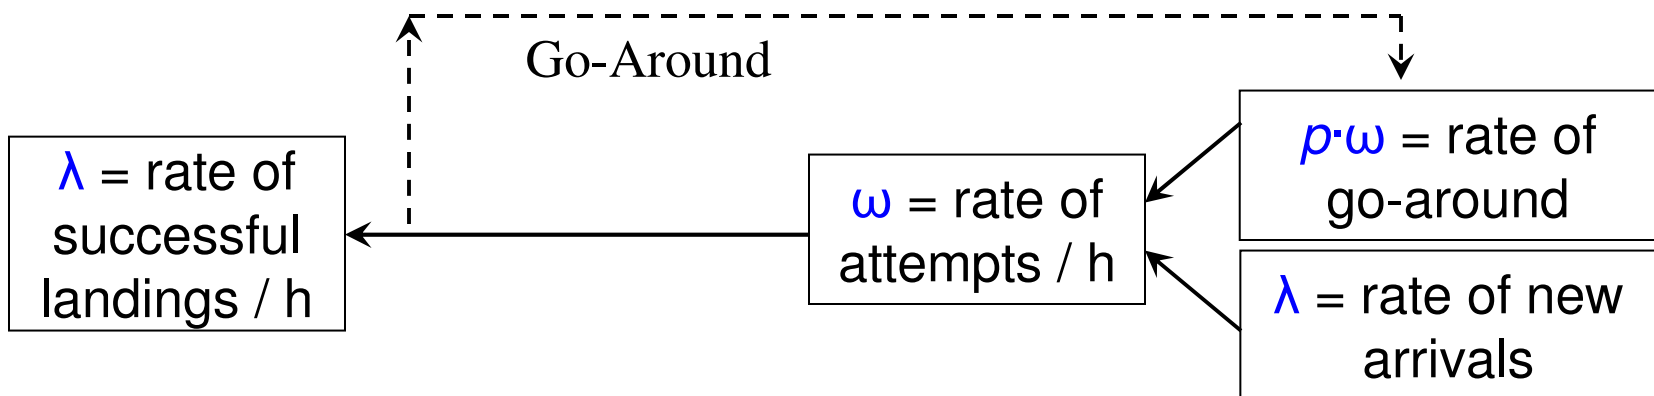 Go-Around
λ = rate of
successful
landings / h
ω = rate of
attempts / h
p·ω = rate of
go-around
λ = rate of new
arrivals